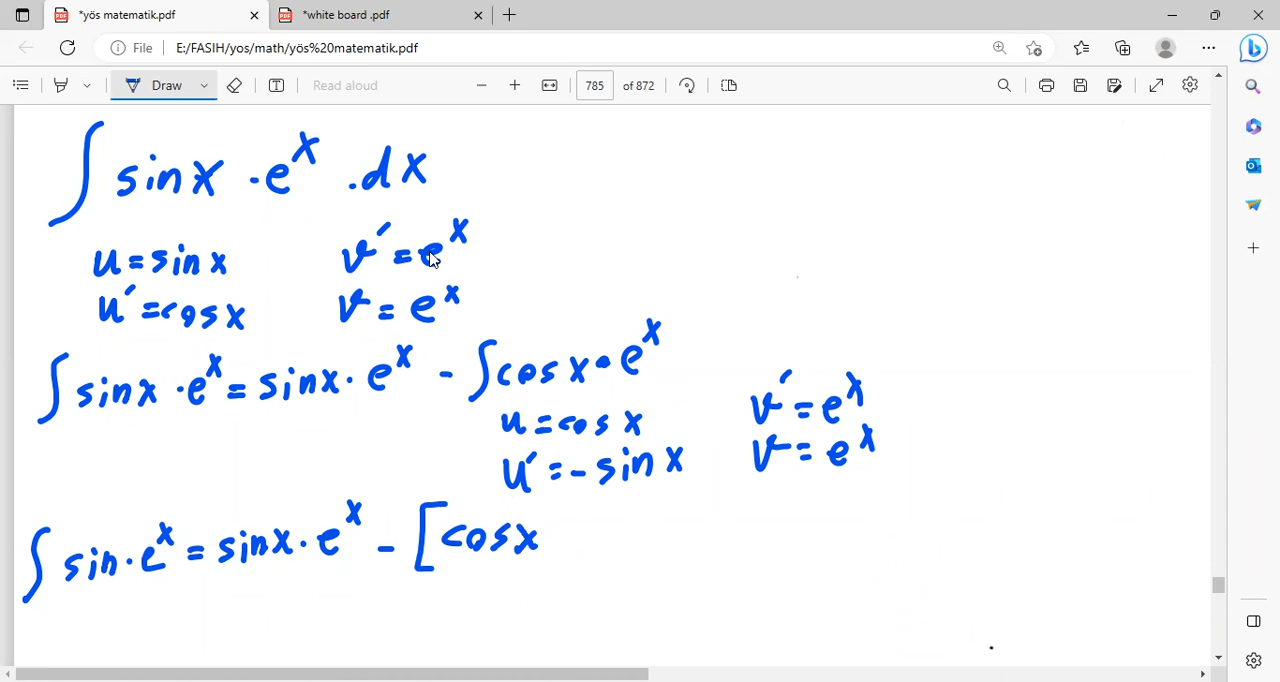 *yös matematik.pdf
*white board .pdf
File E:/FASIH/yos/math/yös%20matematik.pdf
Draw Read aloud 785 of 872
∫ sinx · e^x . dx
u = sin x v′ = e^x
u′ = cos x v = e^x
∫ sinx · e^x = sinx · e^x - ∫ cos x · e^x
u = cos x v′ = e^x
u′ = - sin x v = e^x
∫ sin · e^x = sinx · e^x - [cosx